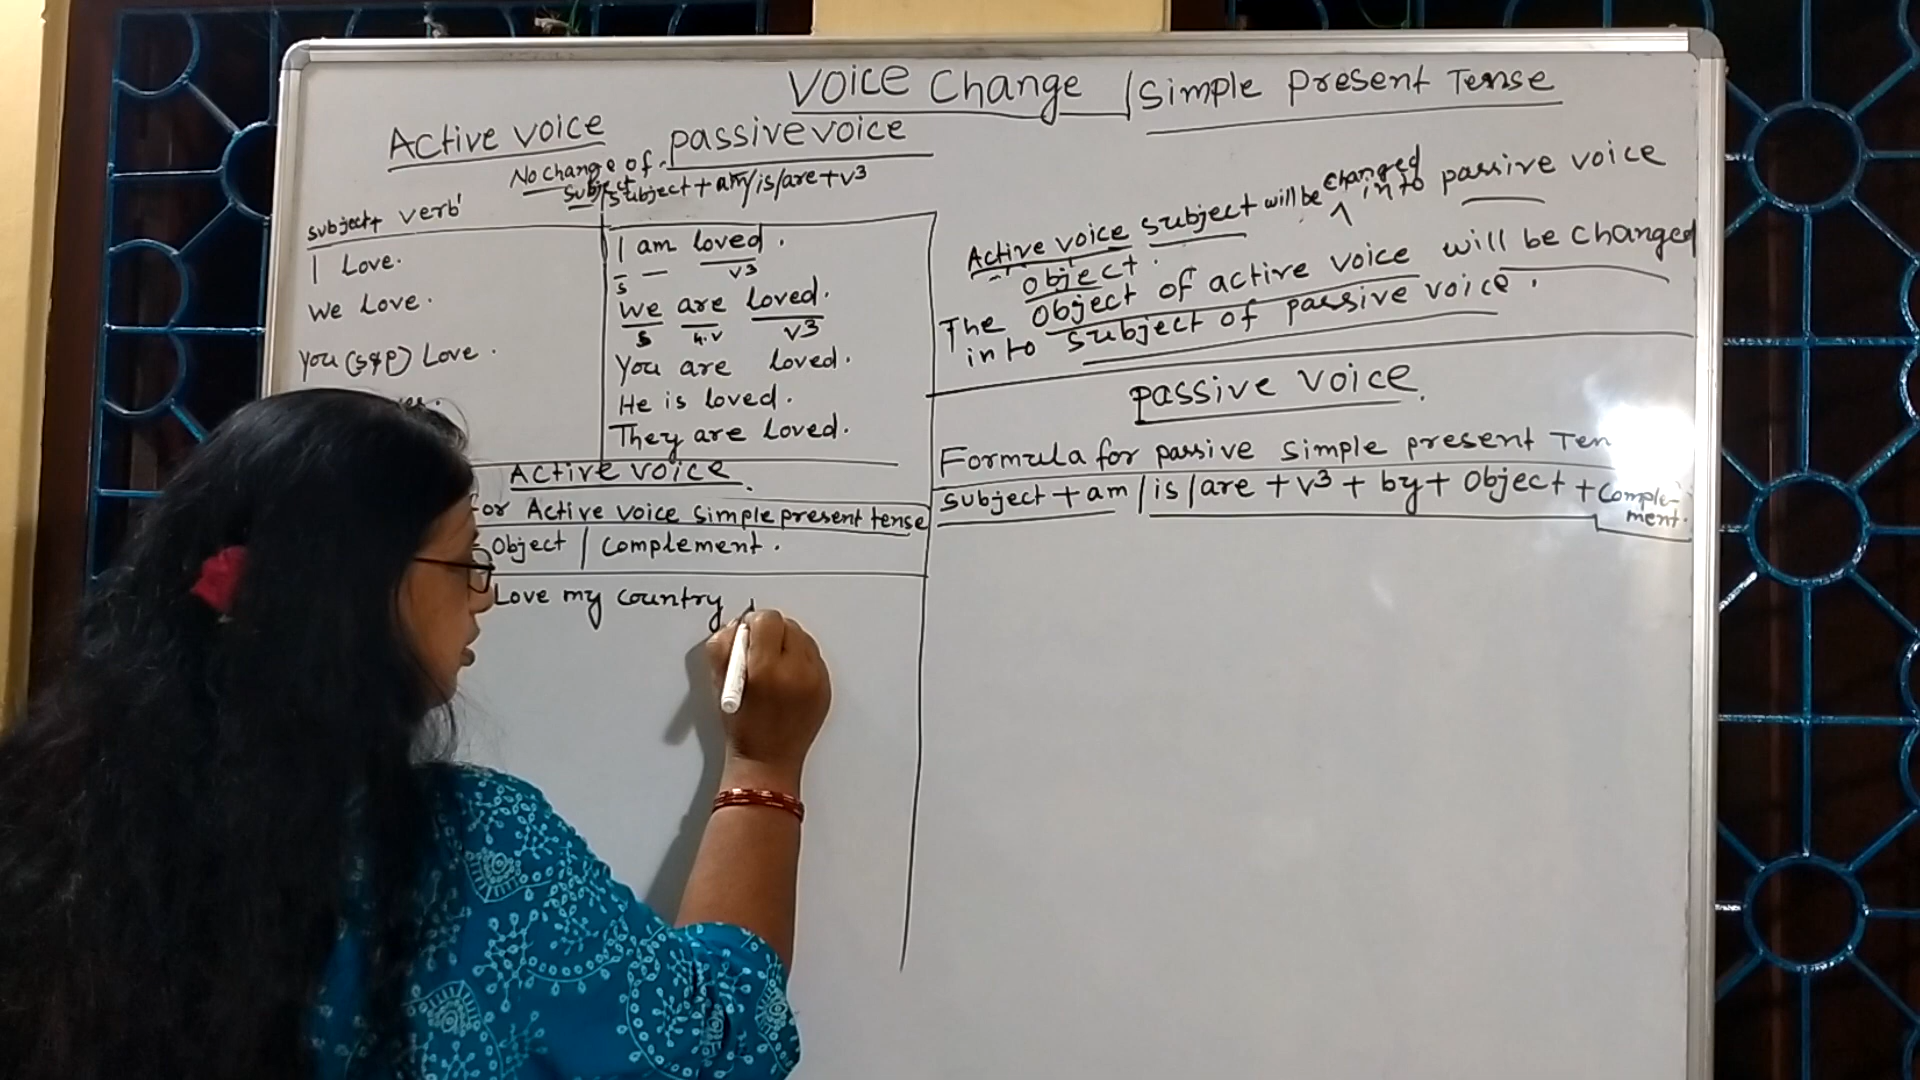 Voice Change / Simple Present Tense
Active voice
passive voice
No change of subject
subject + am/is/are + v3
subject + verb'
I Love.
We Love.
You (s&p) Love.
I am loved.
s v3
We are loved.
s h.v v3
You are loved.
He is loved.
They are loved.
Active voice subject will be changed into passive voice
object.
The object of active voice will be changed
into subject of passive voice.
Active voice.
or Active voice simple present tense
Object / complement.
Love my country
passive voice.
Formula for passive simple present Ten
subject + am / is / are + v3 + by + object + comple-
ment.